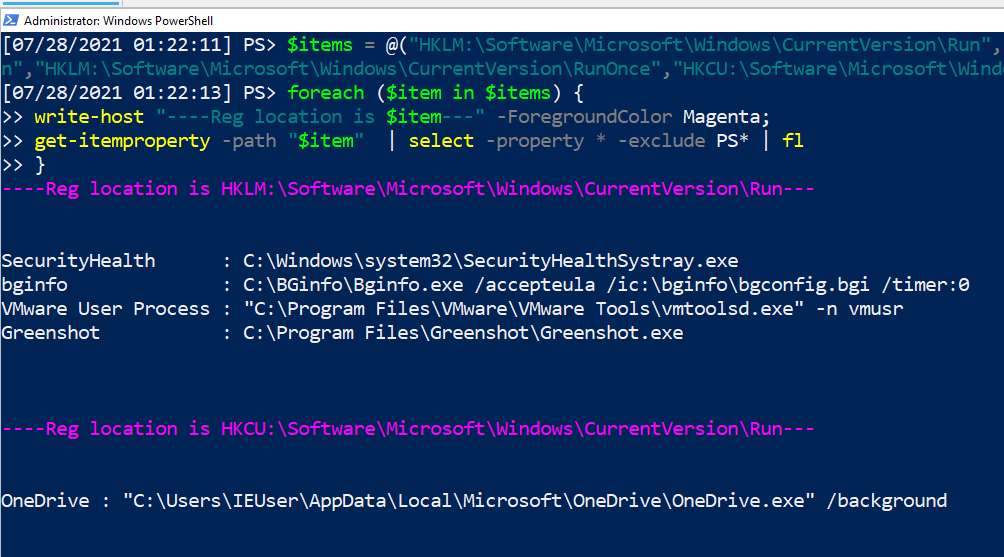 Administrator: Windows PowerShell
[07/28/2021 01:22:11] PS> $items = @("HKLM:\Software\Microsoft\Windows\CurrentVersion\Run",
n","HKLM:\Software\Microsoft\Windows\CurrentVersion\RunOnce","HKCU:\Software\Microsoft\Wind
[07/28/2021 01:22:13] PS> foreach ($item in $items) {
>> write-host "----Reg location is $item---" -ForegroundColor Magenta;
>> get-itemproperty -path "$item"  | select -property * -exclude PS* | fl
>> }
----Reg location is HKLM:\Software\Microsoft\Windows\CurrentVersion\Run---
SecurityHealth      : C:\Windows\system32\SecurityHealthSystray.exe
bginfo              : C:\BGinfo\Bginfo.exe /accepteula /ic:\bginfo\bgconfig.bgi /timer:0
VMware User Process : "C:\Program Files\VMware\VMware Tools\vmtoolsd.exe" -n vmusr
Greenshot           : C:\Program Files\Greenshot\Greenshot.exe
----Reg location is HKCU:\Software\Microsoft\Windows\CurrentVersion\Run---
OneDrive : "C:\Users\IEUser\AppData\Local\Microsoft\OneDrive\OneDrive.exe" /background